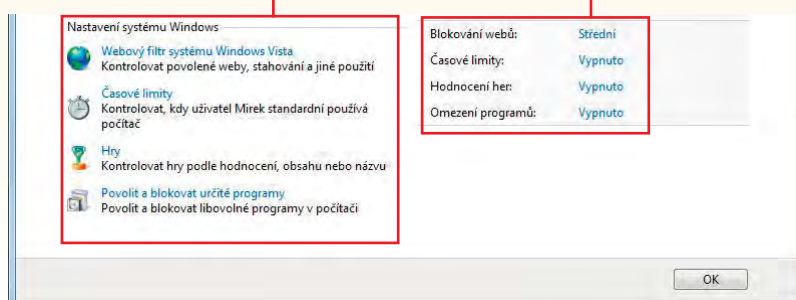 Nastavení systému Windows
Webový filtr systému Windows Vista
Kontrolovat povolené weby, stahování a jiné použití
Časové limity
Kontrolovat, kdy uživatel Mirek standardní používá
počítač
Hry
Kontrolovat hry podle hodnocení, obsahu nebo názvu
Povolit a blokovat určité programy
Povolit a blokovat libovolné programy v počítači
Blokování webů: Střední
Časové limity: Vypnuto
Hodnocení her: Vypnuto
Omezení programů: Vypnuto
OK